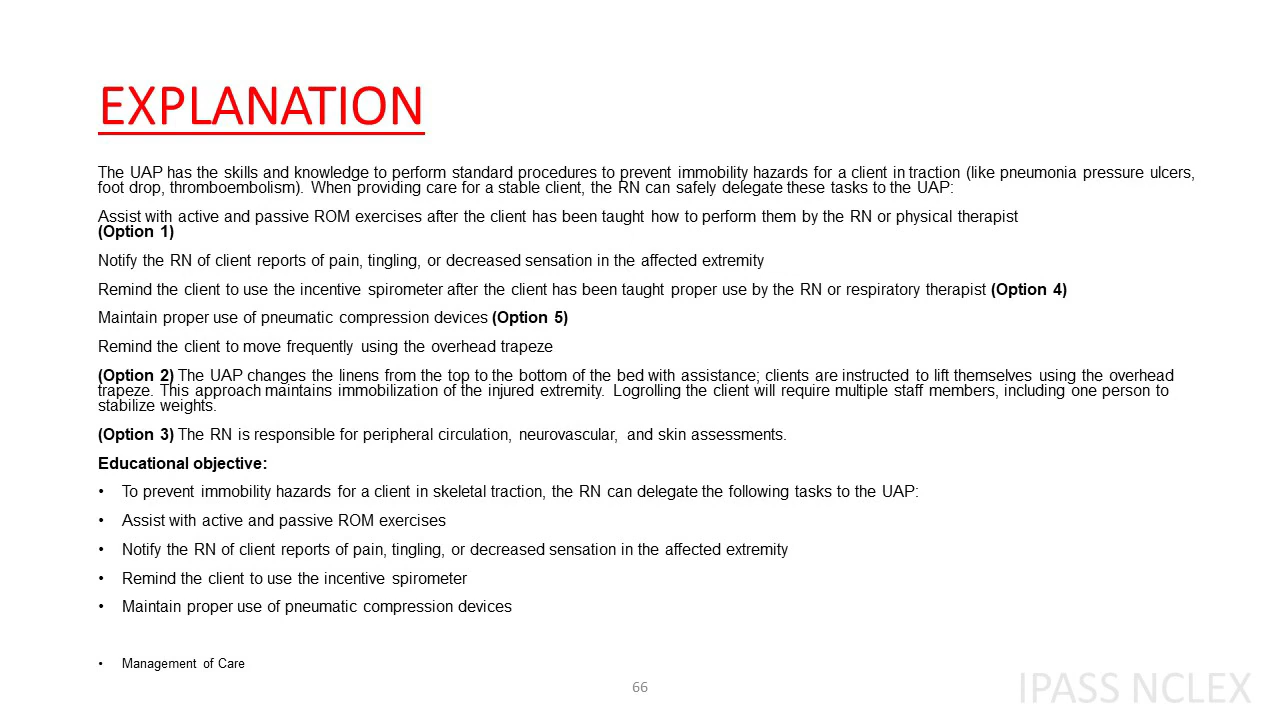 EXPLANATION
The UAP has the skills and knowledge to perform standard procedures to prevent immobility hazards for a client in traction (like pneumonia pressure ulcers,
foot drop, thromboembolism). When providing care for a stable client, the RN can safely delegate these tasks to the UAP:
Assist with active and passive ROM exercises after the client has been taught how to perform them by the RN or physical therapist
(Option 1)
Notify the RN of client reports of pain, tingling, or decreased sensation in the affected extremity
Remind the client to use the incentive spirometer after the client has been taught proper use by the RN or respiratory therapist (Option 4)
Maintain proper use of pneumatic compression devices (Option 5)
Remind the client to move frequently using the overhead trapeze
(Option 2) The UAP changes the linens from the top to the bottom of the bed with assistance; clients are instructed to lift themselves using the overhead
trapeze. This approach maintains immobilization of the injured extremity. Logrolling the client will require multiple staff members, including one person to
stabilize weights.
(Option 3) The RN is responsible for peripheral circulation, neurovascular, and skin assessments.
Educational objective:
• To prevent immobility hazards for a client in skeletal traction, the RN can delegate the following tasks to the UAP:
• Assist with active and passive ROM exercises
• Notify the RN of client reports of pain, tingling, or decreased sensation in the affected extremity
• Remind the client to use the incentive spirometer
• Maintain proper use of pneumatic compression devices
• Management of Care
66
IPASS NCLEX